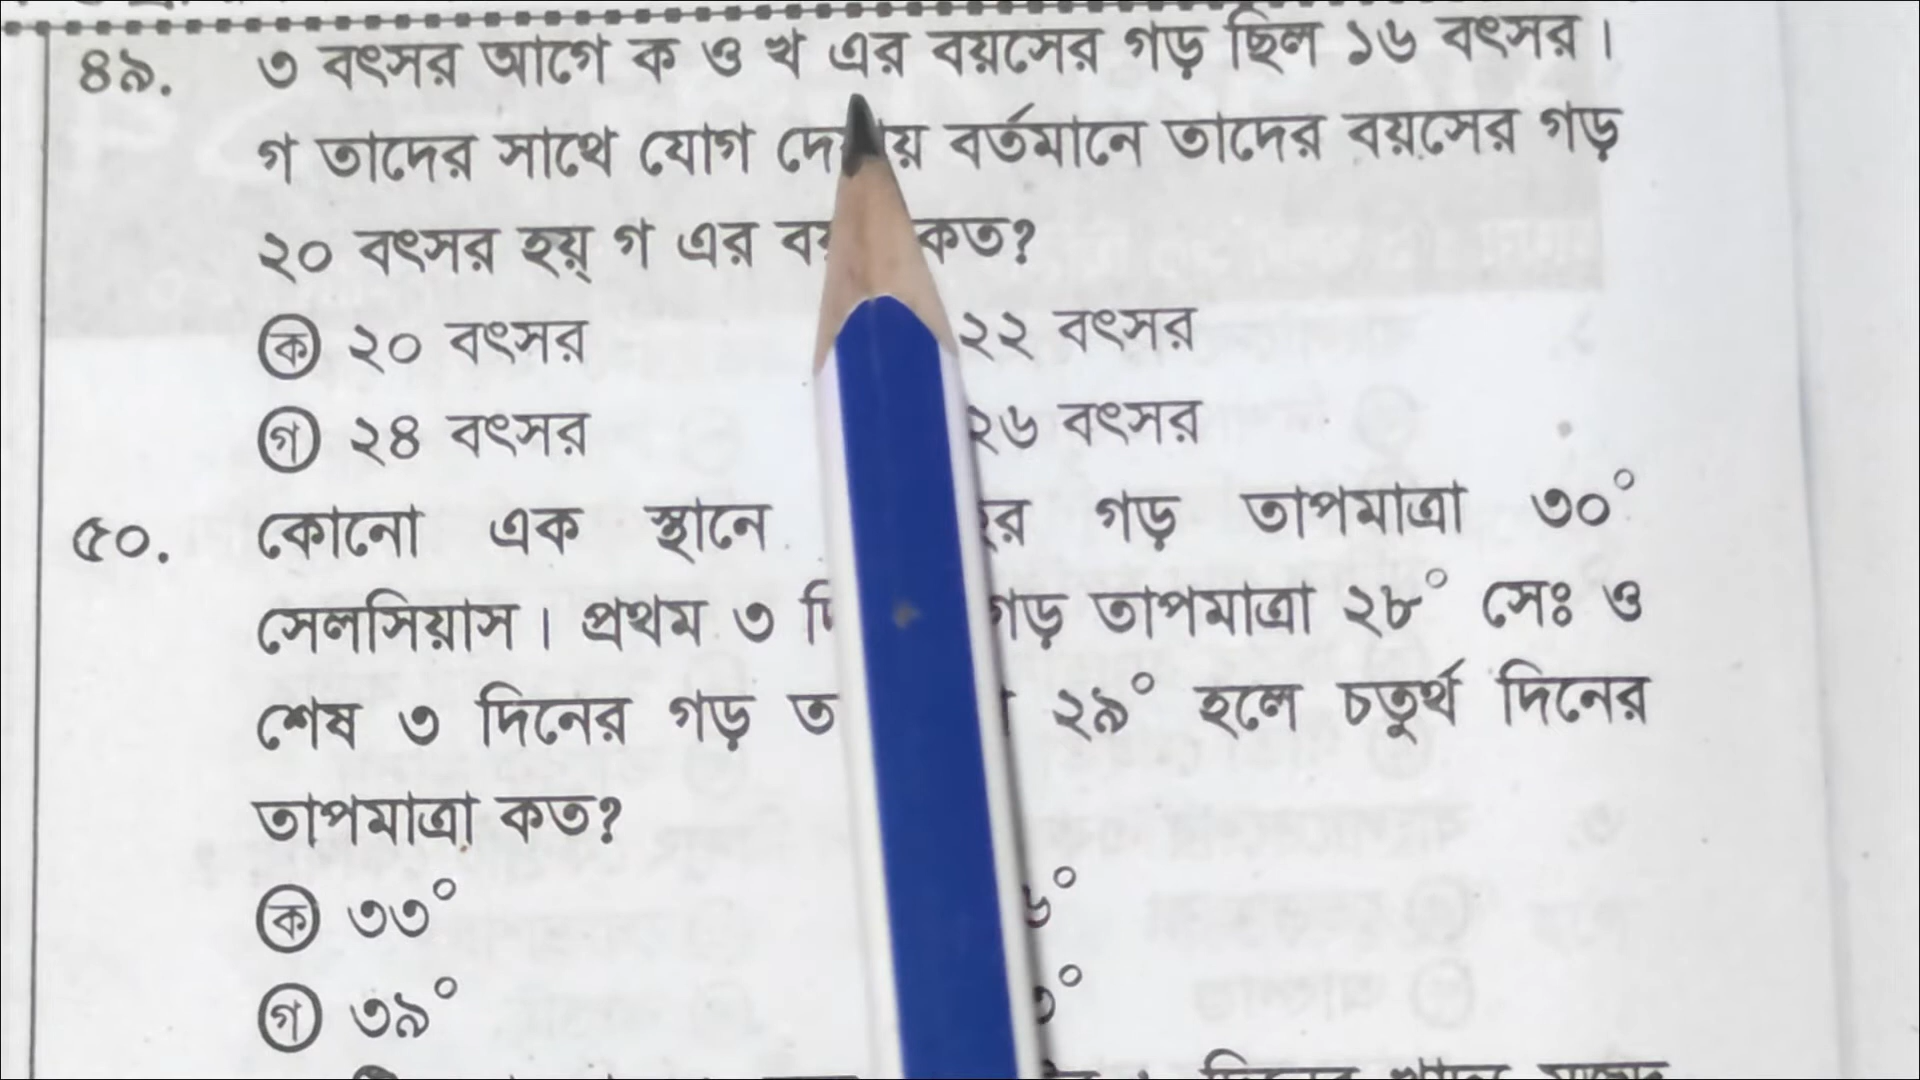 ৪৯. ৩ বৎসর আগে ক ও খ এর বয়সের গড় ছিল ১৬ বৎসর।
গ তাদের সাথে যোগ বর্তমানে তাদের বয়সের গড়
২০ বৎসর হয়্ গ এর কত?
ক ২০ বৎসর ২২ বৎসর
গ ২৪ বৎসর ২৬ বৎসর
৫০. কোনো এক স্থানে গড় তাপমাত্রা ৩০°
সেলসিয়াস। প্রথম ৩ গড় তাপমাত্রা ২৮° সেঃ ও
শেষ ৩ দিনের গড় ২৯° হলে চতুর্থ দিনের
তাপমাত্রা কত?
ক ৩৩°
গ ৩৯°